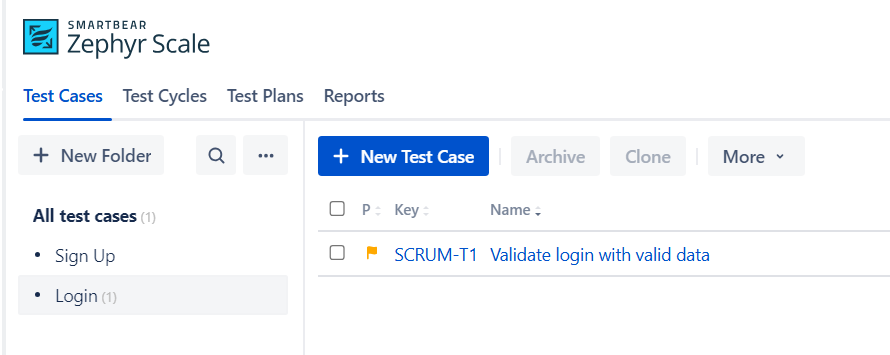 SMARTBEAR
Zephyr Scale
Test Cases Test Cycles Test Plans Reports
+ New Folder
...
+ New Test Case Archive Clone More
All test cases (1)
• Sign Up
• Login (1)
P Key Name
SCRUM-T1 Validate login with valid data